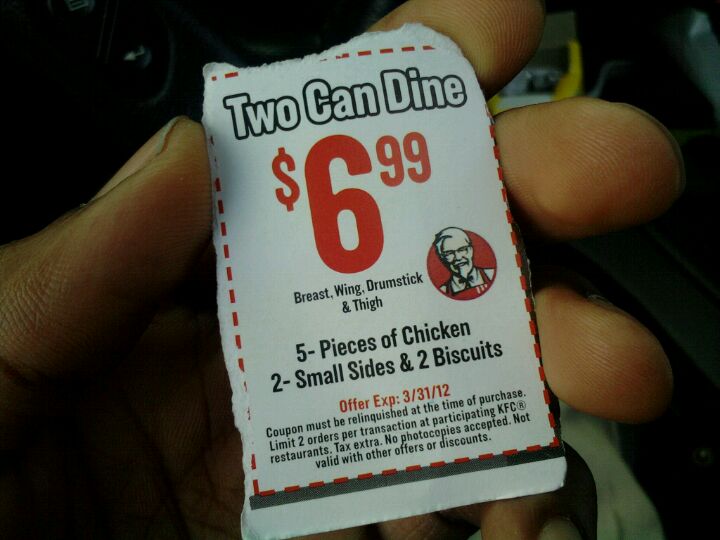 Two Can Dine
$6.99
Breast, Wing, Drumstick
& Thigh
5- Pieces of Chicken
2- Small Sides & 2 Biscuits
Offer Exp: 3/31/12
Coupon must be relinquished at the time of purchase.
Limit 2 orders per transaction at participating KFC®
restaurants. Tax extra. No photocopies accepted. Not
valid with other offers or discounts.